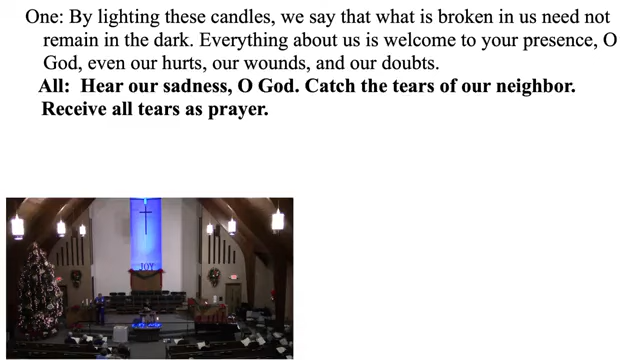 One: By lighting these candles, we say that what is broken in us need not
remain in the dark. Everything about us is welcome to your presence, O
God, even our hurts, our wounds, and our doubts.
All: Hear our sadness, O God. Catch the tears of our neighbor.
Receive all tears as prayer.
JOY